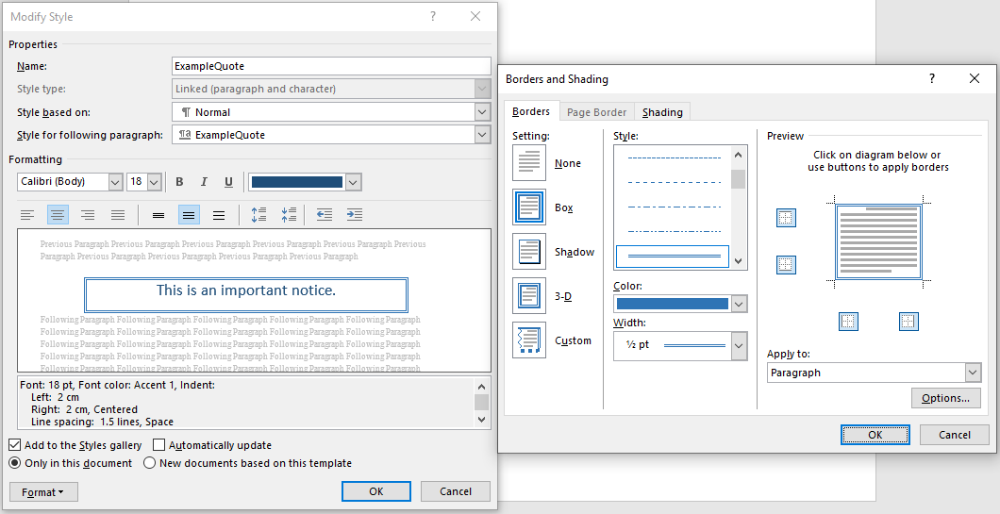 Modify Style
?
Properties
Name: ExampleQuote
Style type: Linked (paragraph and character)
Style based on: ¶ Normal
Style for following paragraph: ¶a ExampleQuote
Formatting
Calibri (Body) 18 B I U
Previous Paragraph Previous Paragraph Previous Paragraph Previous Paragraph Previous Paragraph Previous
Paragraph Previous Paragraph Previous Paragraph Previous Paragraph Previous Paragraph
This is an important notice.
Following Paragraph Following Paragraph Following Paragraph Following Paragraph Following Paragraph
Following Paragraph Following Paragraph Following Paragraph Following Paragraph Following Paragraph
Following Paragraph Following Paragraph Following Paragraph Following Paragraph Following Paragraph
Following Paragraph Following Paragraph Following Paragraph Following Paragraph Following Paragraph
Following Paragraph Following Paragraph Following Paragraph Following Paragraph Following Paragraph
Font: 18 pt, Font color: Accent 1, Indent:
Left: 2 cm
Right: 2 cm, Centered
Line spacing: 1.5 lines, Space
Add to the Styles gallery Automatically update
Only in this document New documents based on this template
Format OK Cancel
Borders and Shading
?
Borders Page Border Shading
Setting:
None
Box
Shadow
3-D
Custom
Style:
Color:
Width:
½ pt
Preview
Click on diagram below or
use buttons to apply borders
Apply to:
Paragraph
Options...
OK Cancel